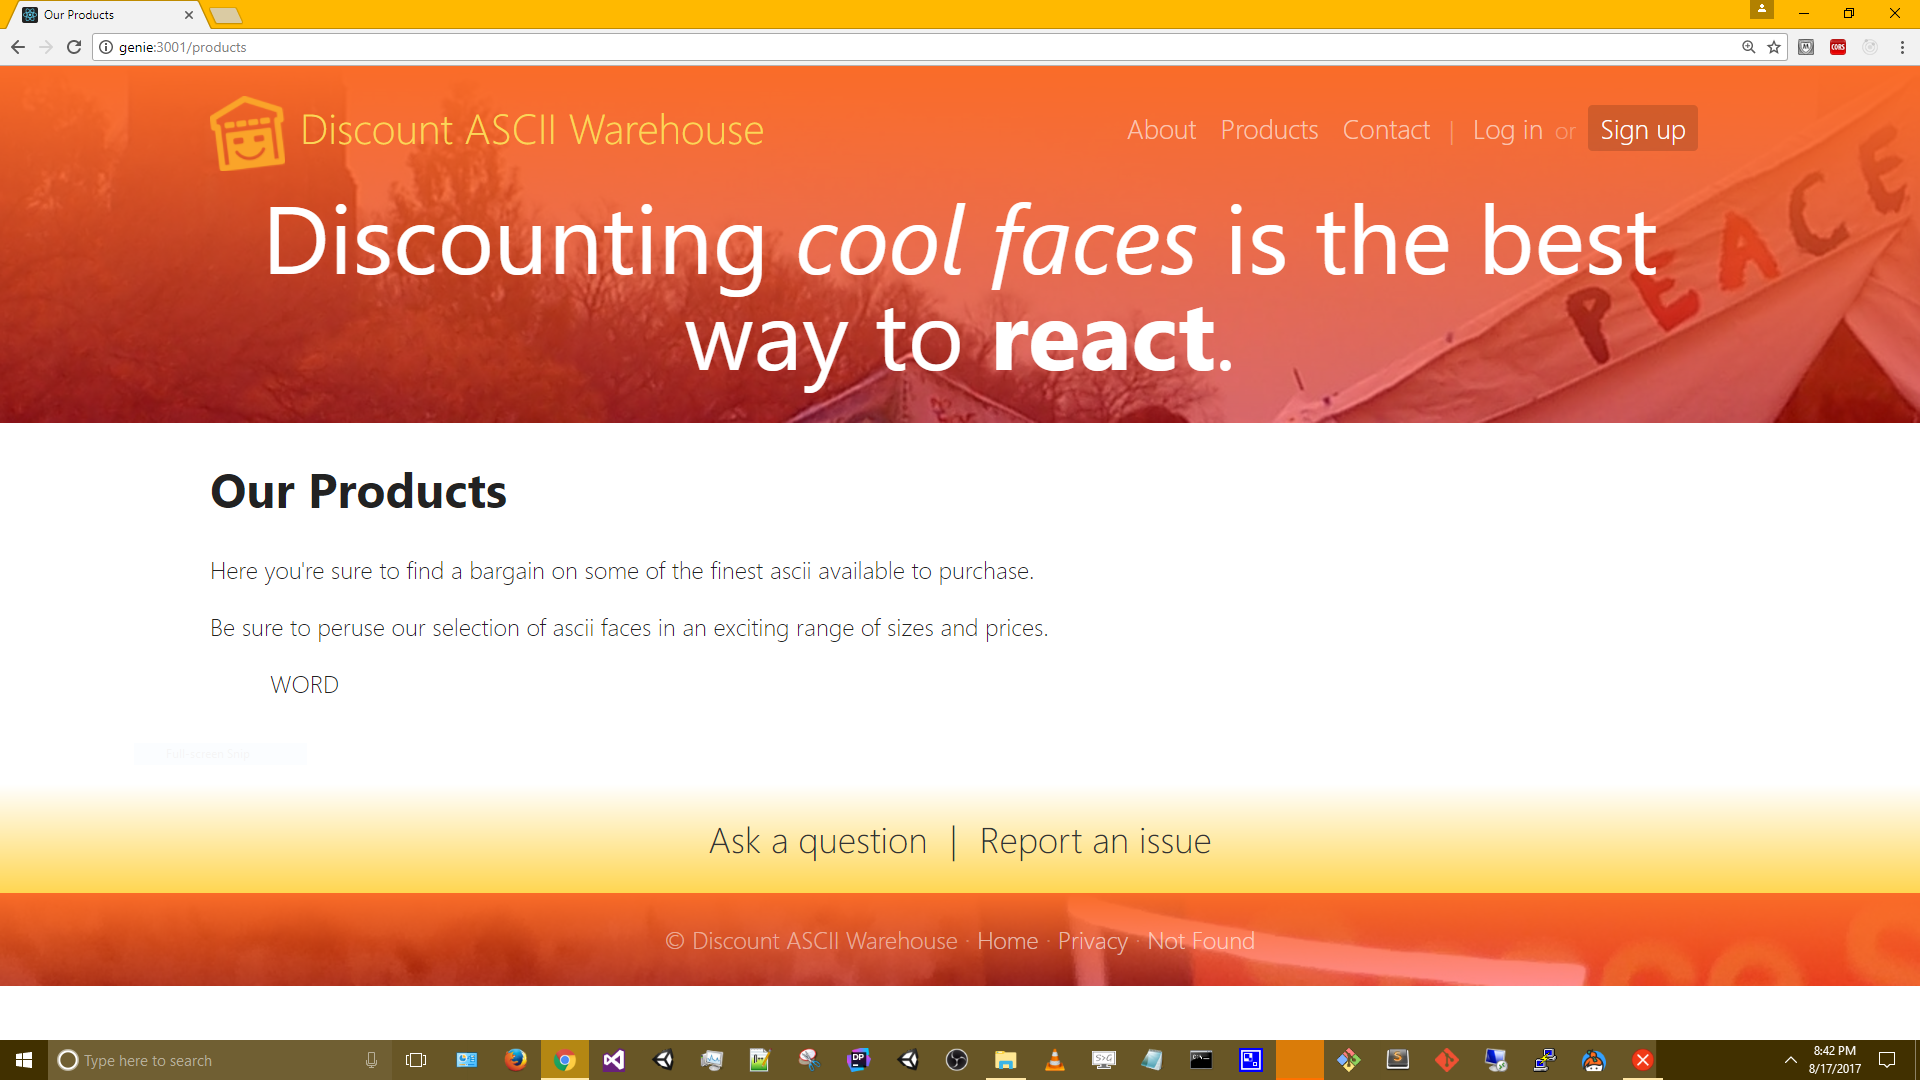 Our Products
genie:3001/products
CORS
Discount ASCII Warehouse
About Products Contact | Log in or Sign up
PEACE
Discounting cool faces is the best
way to react.
Our Products
Here you're sure to find a bargain on some of the finest ascii available to purchase.
Be sure to peruse our selection of ascii faces in an exciting range of sizes and prices.
WORD
Full-screen Snip
Ask a question | Report an issue
© Discount ASCII Warehouse · Home · Privacy · Not Found
Type here to search
DP
8:42 PM
8/17/2017